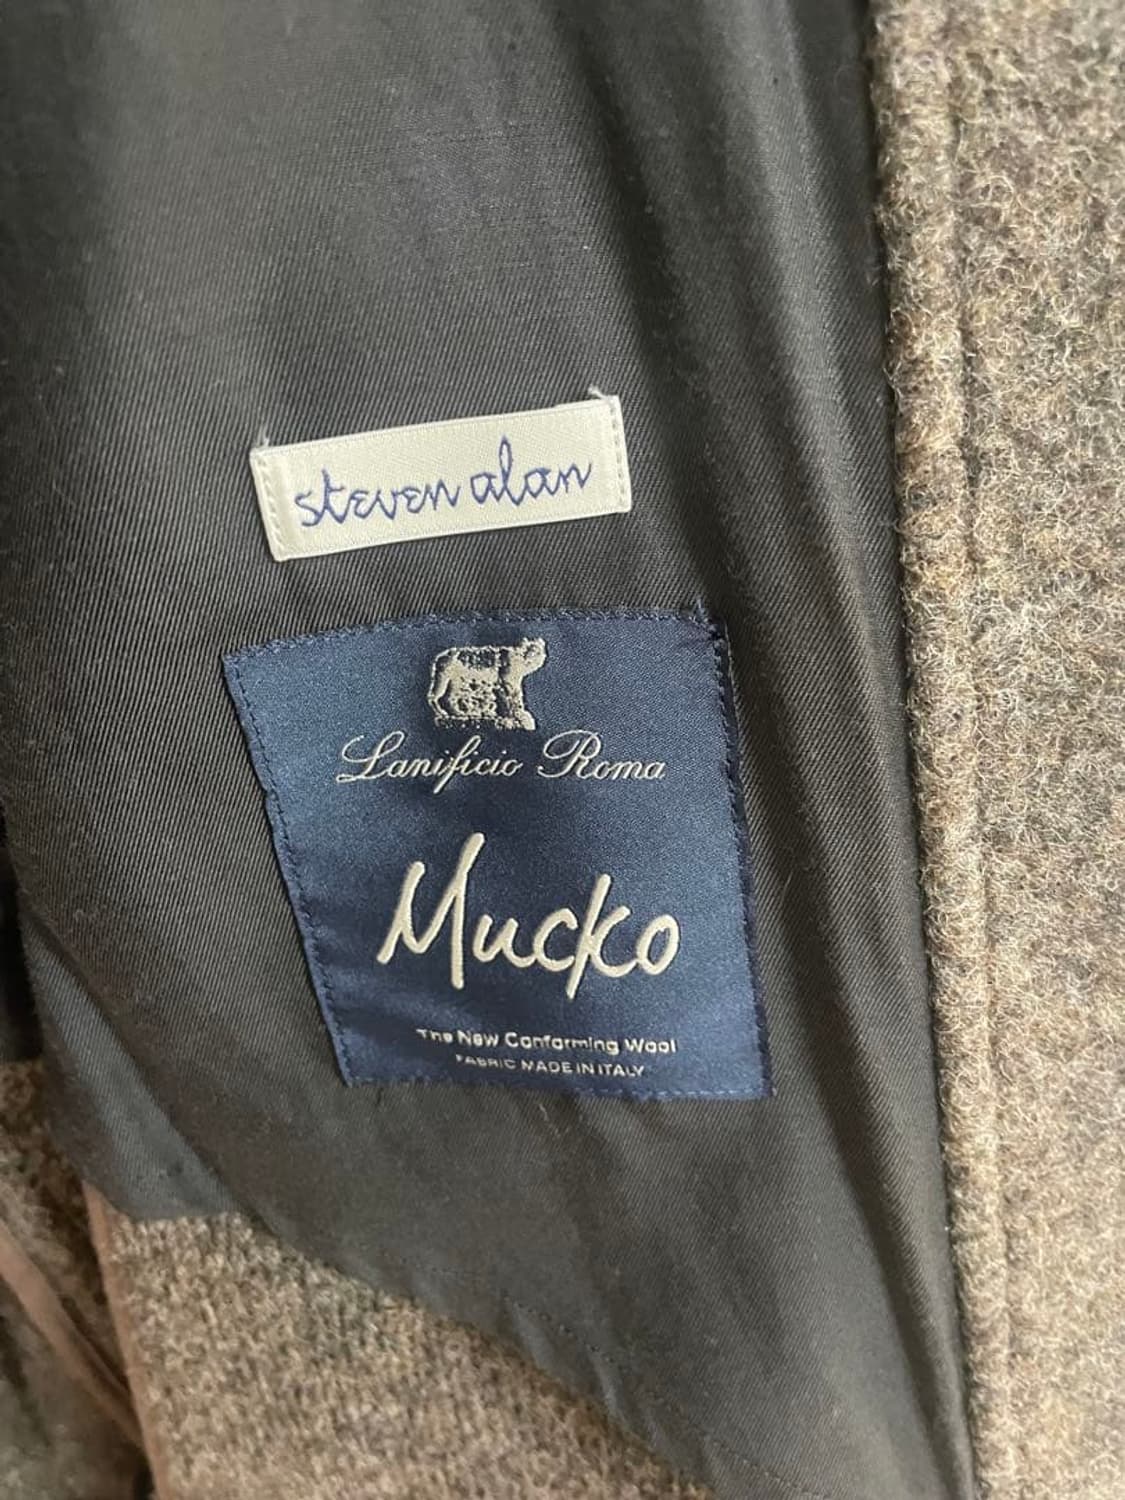 steven alan
Lanificio Roma
Mucko
The New Conforming Wool
FABRIC MADE IN ITALY